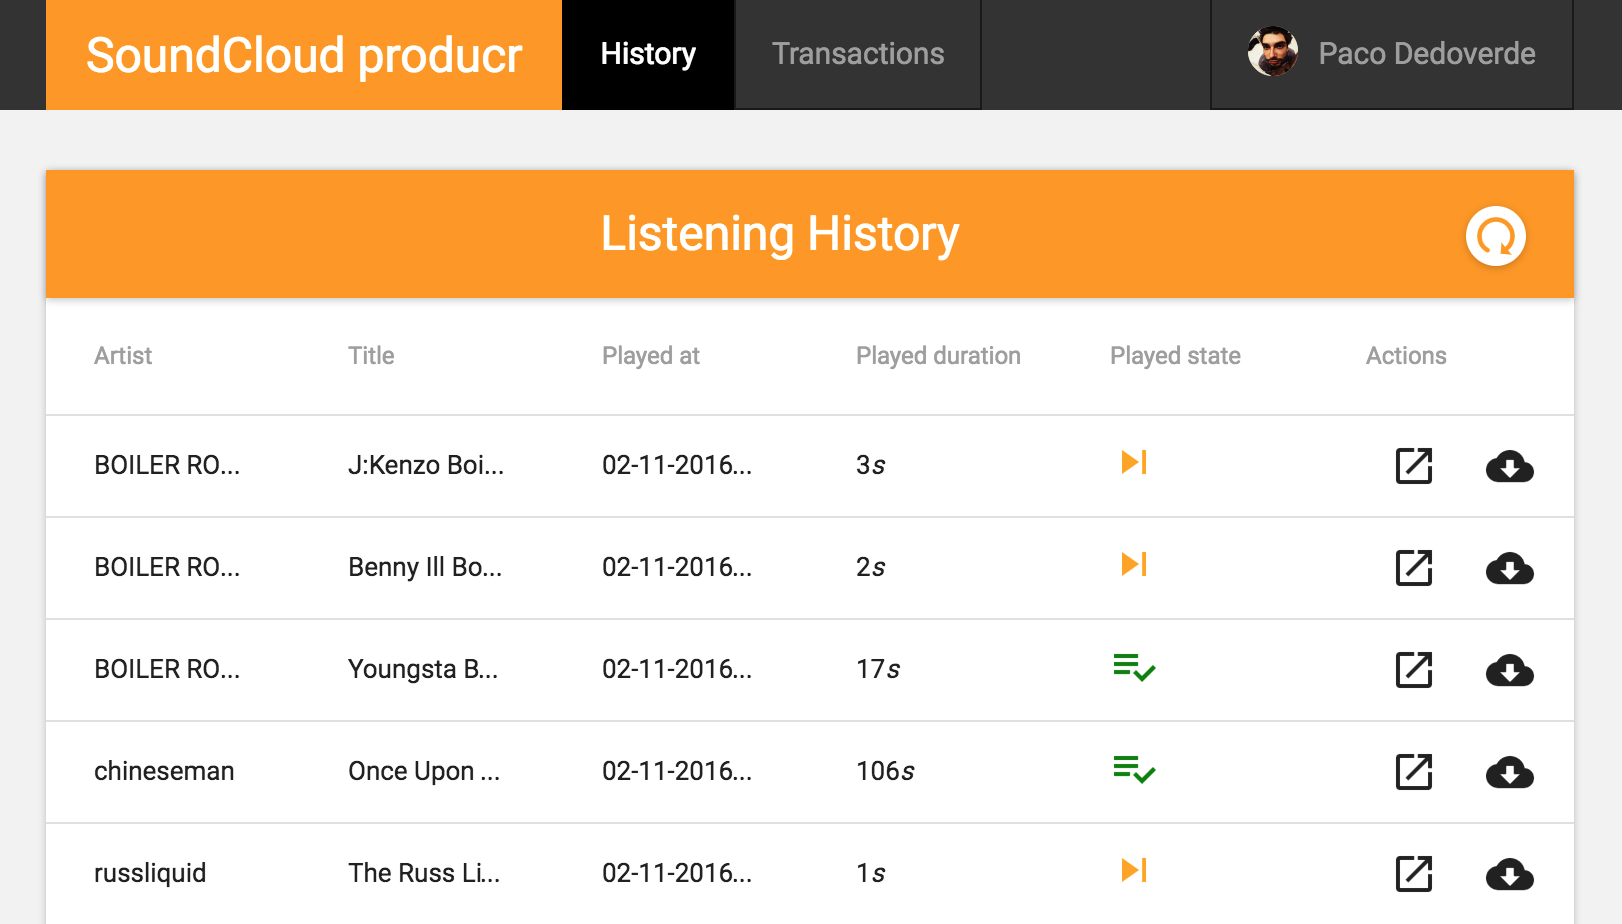 SoundCloud producr History Transactions Paco Dedoverde
Listening History
Artist Title Played at Played duration Played state Actions
BOILER RO... J:Kenzo Boi... 02-11-2016... 3s
BOILER RO... Benny Ill Bo... 02-11-2016... 2s
BOILER RO... Youngsta B... 02-11-2016... 17s
chineseman Once Upon ... 02-11-2016... 106s
russliquid The Russ Li... 02-11-2016... 1s